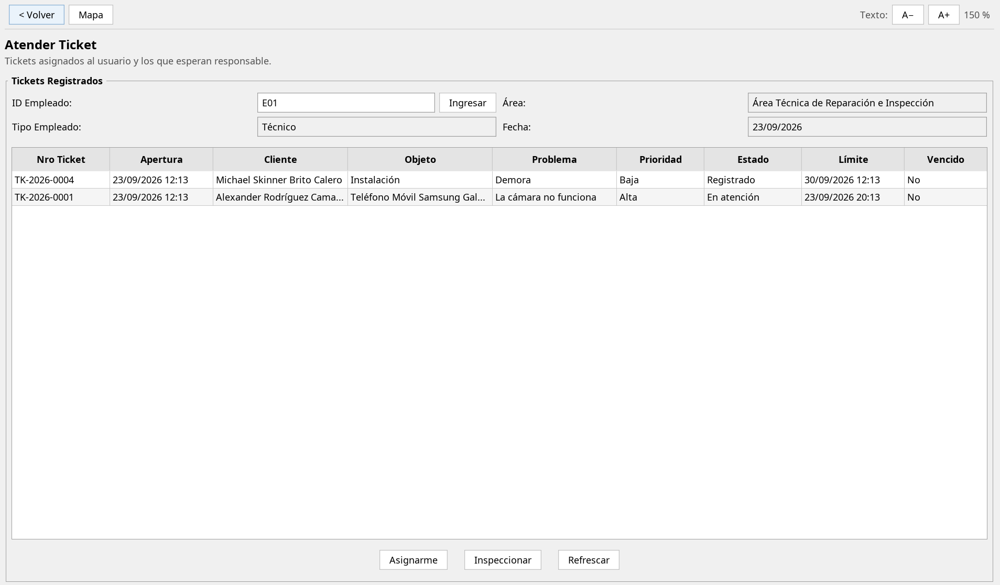 < Volver Mapa Texto: A− A+ 150 %
Atender Ticket
Tickets asignados al usuario y los que esperan responsable.
Tickets Registrados
ID Empleado: E01 Ingresar Área: Área Técnica de Reparación e Inspección
Tipo Empleado: Técnico Fecha: 23/09/2026
Nro Ticket Apertura Cliente Objeto Problema Prioridad Estado Límite Vencido
TK-2026-0004 23/09/2026 12:13 Michael Skinner Brito Calero Instalación Demora Baja Registrado 30/09/2026 12:13 No
TK-2026-0001 23/09/2026 12:13 Alexander Rodríguez Cama... Teléfono Móvil Samsung Gal... La cámara no funciona Alta En atención 23/09/2026 20:13 No
Asignarme Inspeccionar Refrescar